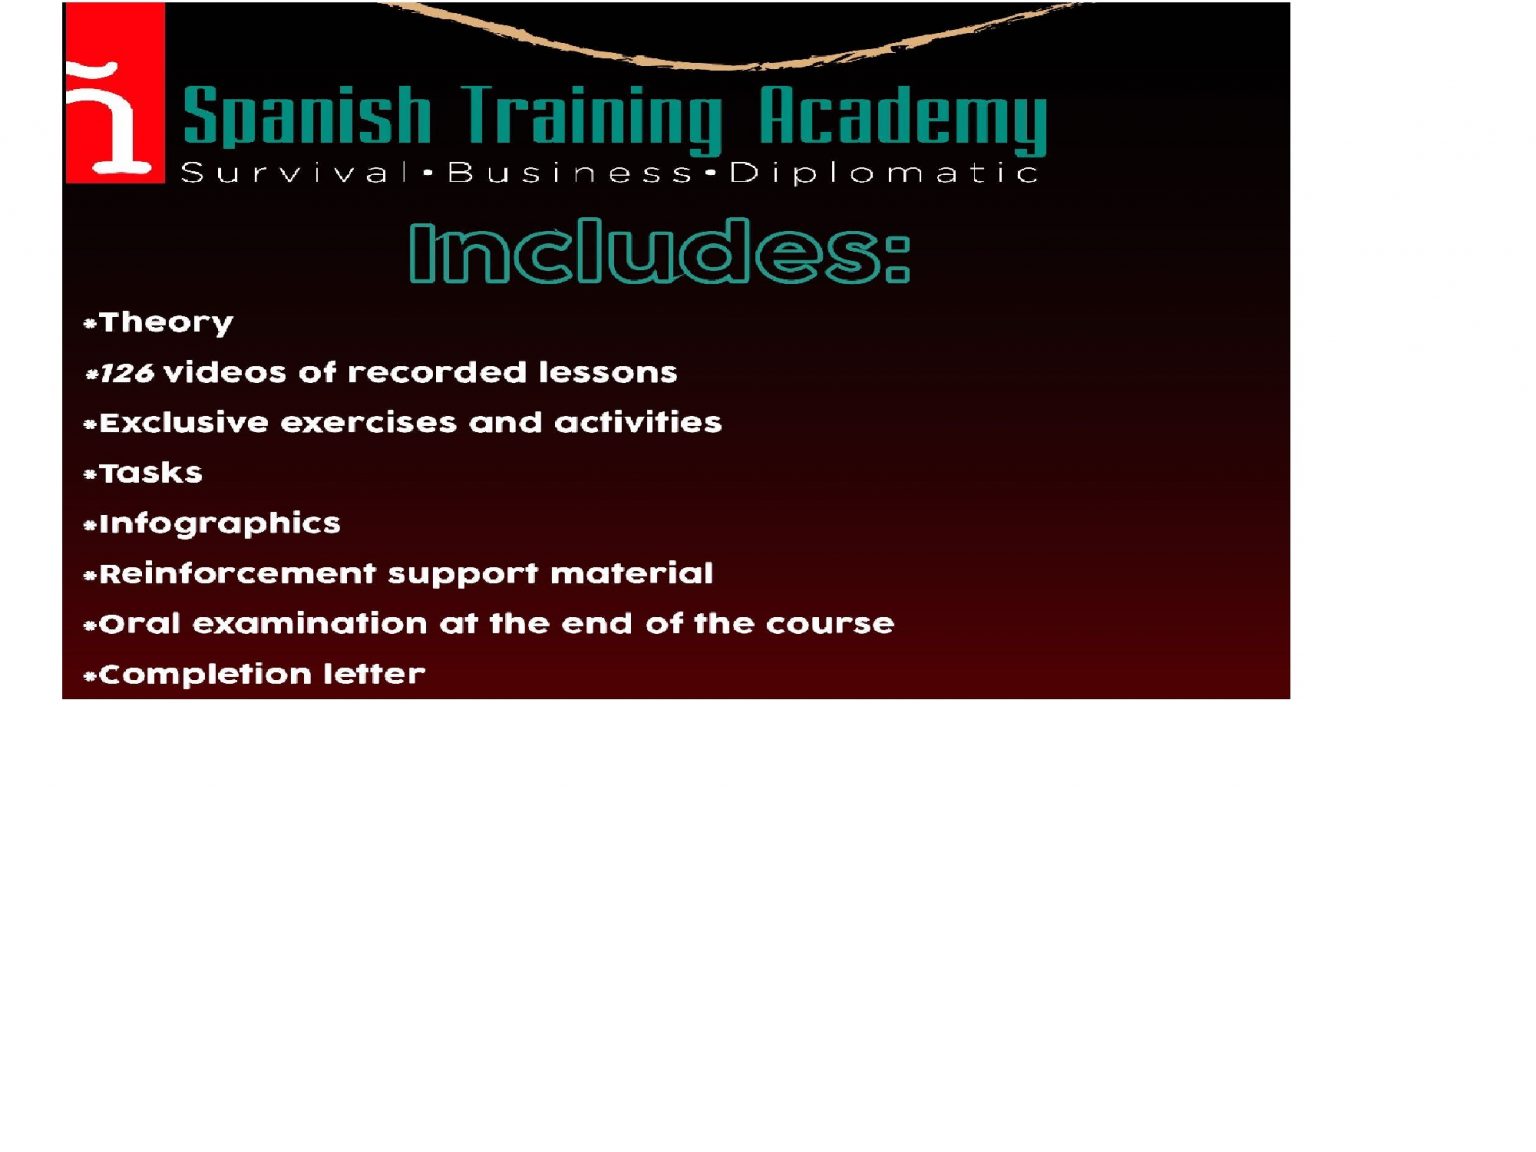 ñ
Spanish Training Academy
Survival•Business•Diplomatic
Includes:
*Theory
*126 videos of recorded lessons
*Exclusive exercises and activities
*Tasks
*Infographics
*Reinforcement support material
*Oral examination at the end of the course
*Completion letter